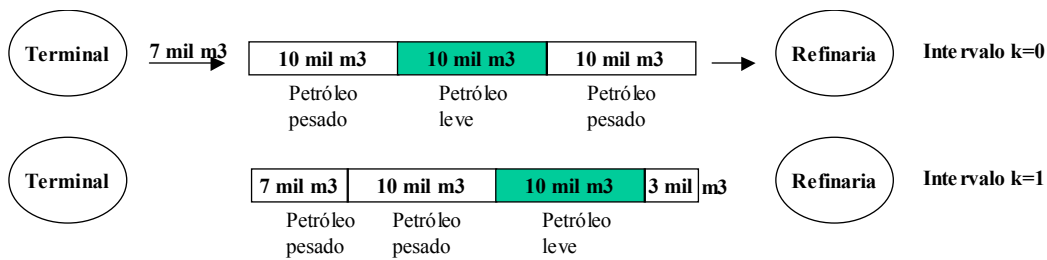 Terminal 7 mil m3 10 mil m3 10 mil m3 10 mil m3 Refinaria Intervalo k=0
Petróleo Petróleo Petróleo
pesado leve pesado
Terminal 7 mil m3 10 mil m3 10 mil m3 3 mil m3 Refinaria Intervalo k=1
Petróleo Petróleo Petróleo
pesado pesado leve